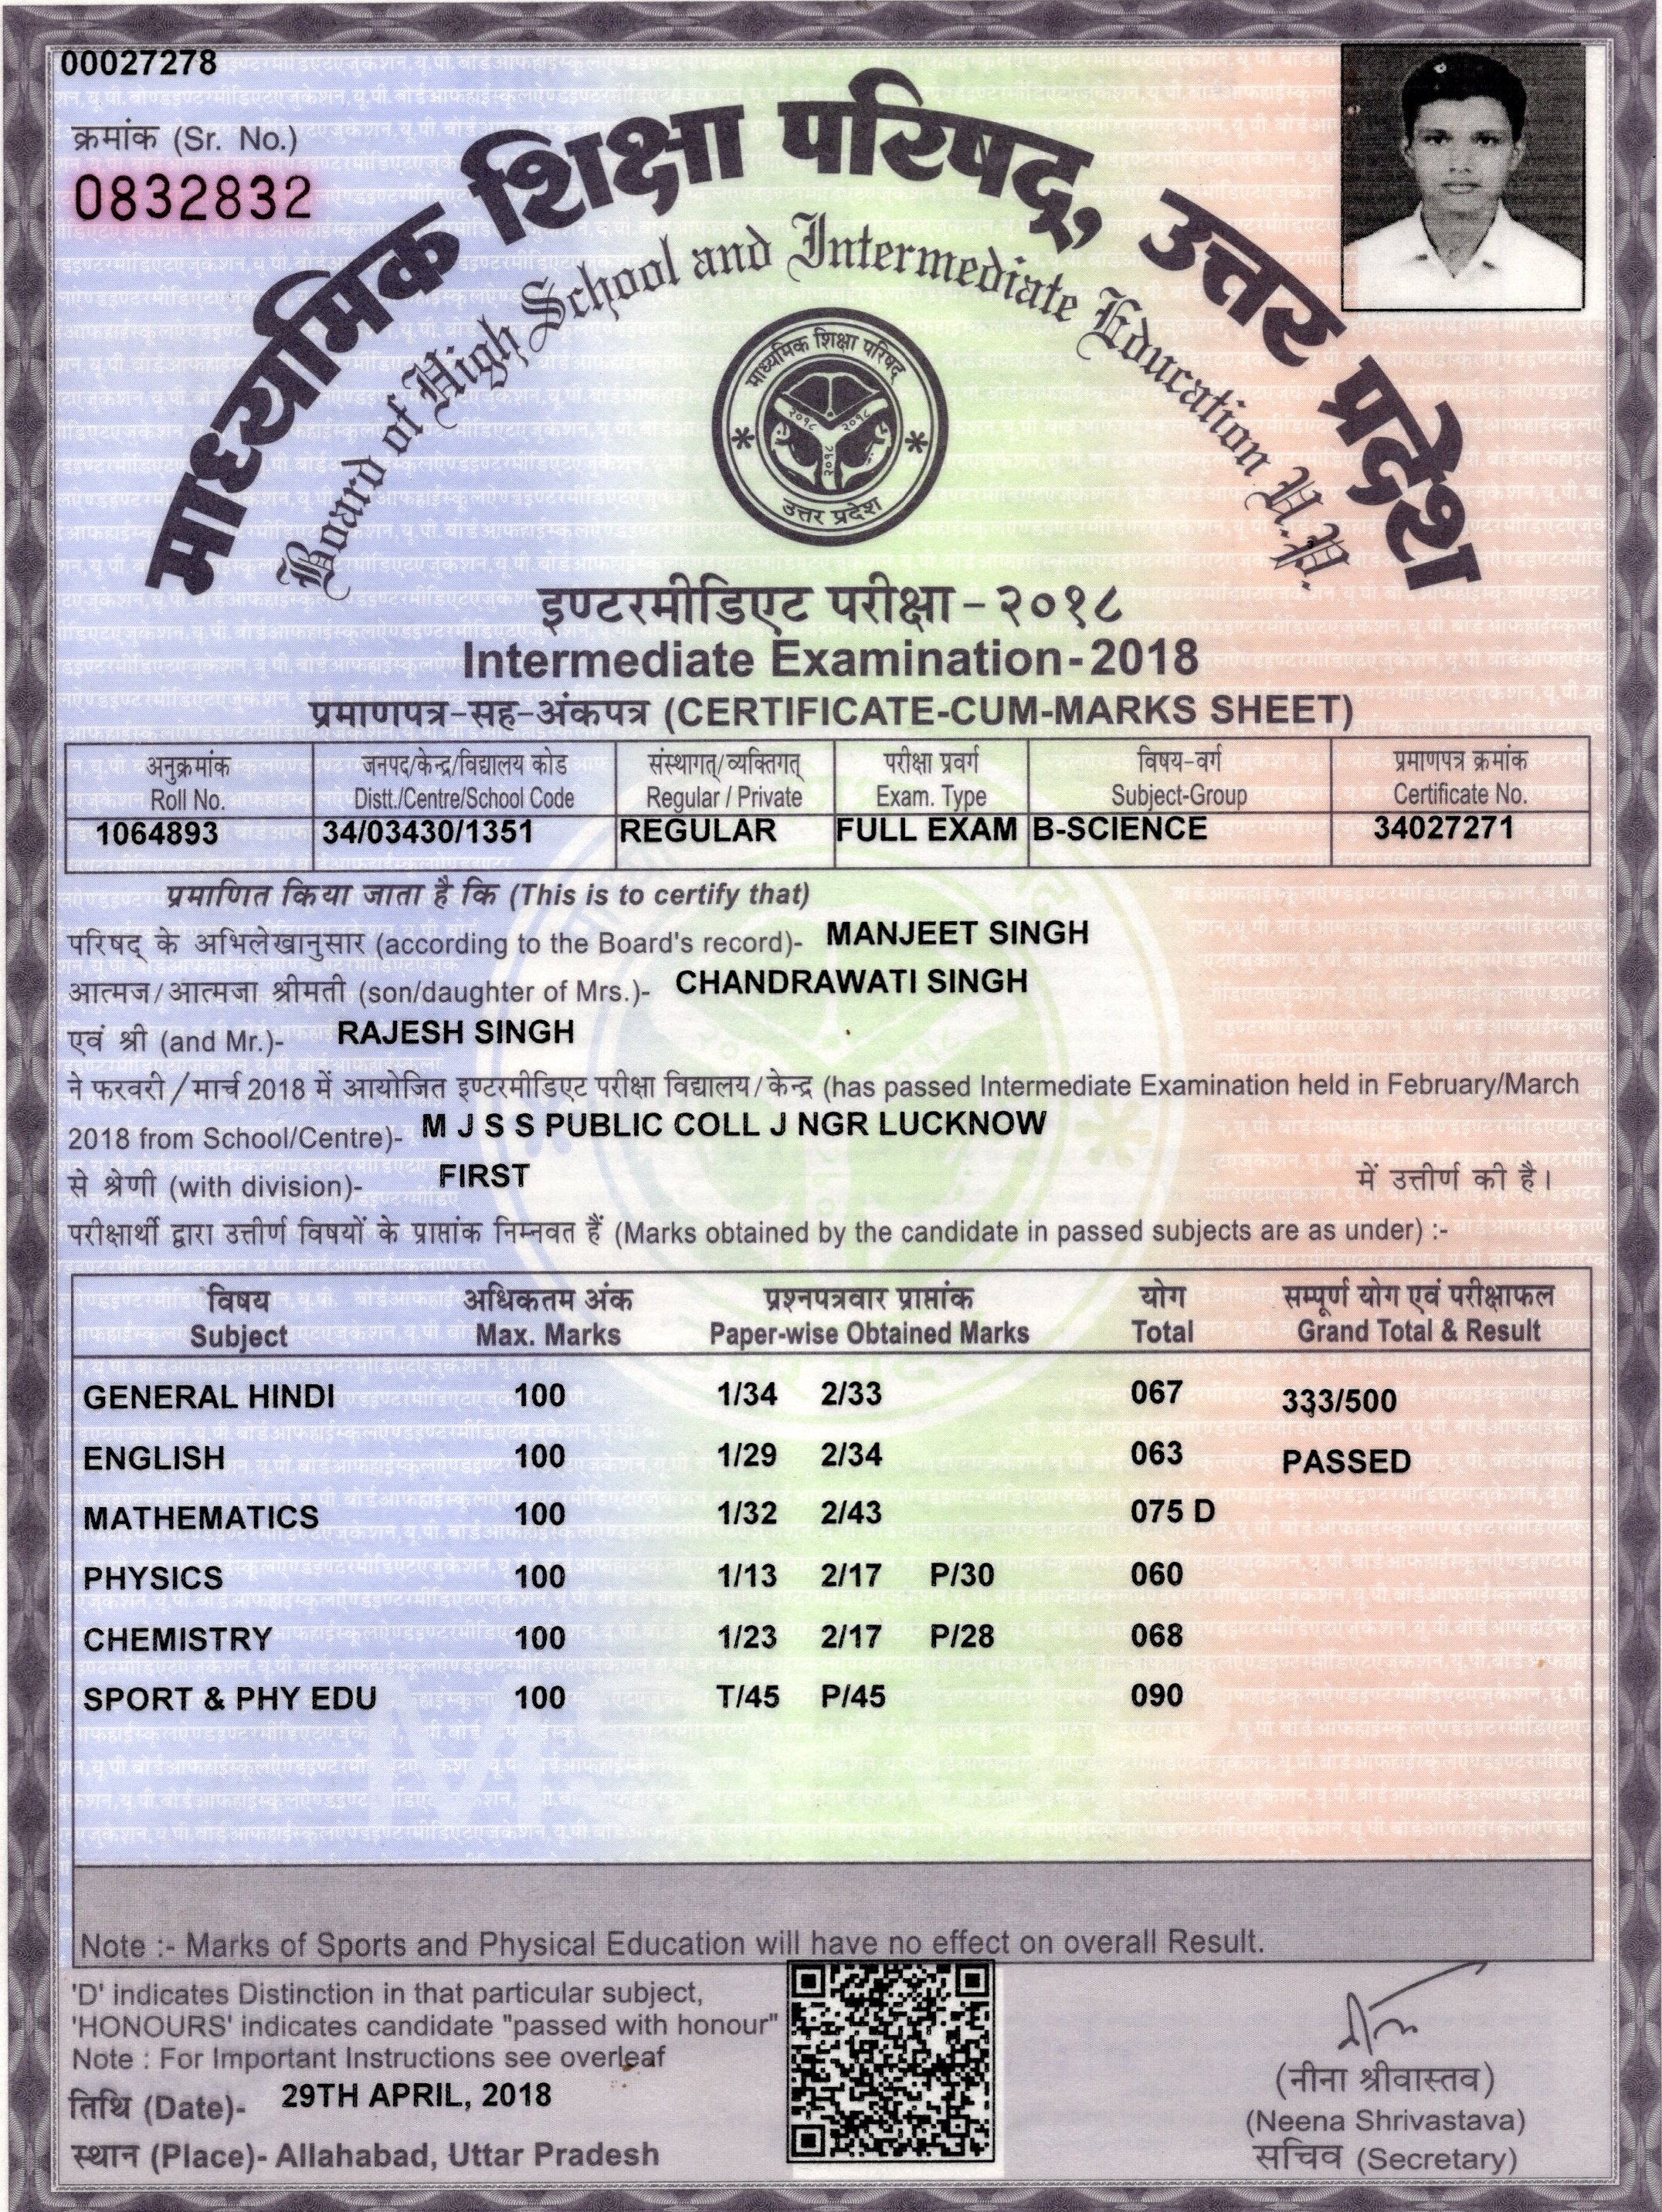 00027278
क्रमांक (Sr. No.)
0832832
माध्यमिक शिक्षा परिषद्, उत्तर प्रदेश
Board of High School and Intermediate Education U.P.
माध्यमिक शिक्षा परिषद्
२०१८ २०१८
२०१८
उत्तर प्रदेश
इण्टरमीडिएट परीक्षा - २०१८
Intermediate Examination - 2018
प्रमाणपत्र-सह-अंकपत्र (CERTIFICATE-CUM-MARKS SHEET)
अनुक्रमांक जनपद/केन्द्र/विद्यालय कोड संस्थागत्/व्यक्तिगत् परीक्षा प्रवर्ग विषय-वर्ग प्रमाणपत्र क्रमांक
Roll No. Distt./Centre/School Code Regular / Private Exam. Type Subject-Group Certificate No.
1064893 34/03430/1351 REGULAR FULL EXAM B-SCIENCE 34027271
प्रमाणित किया जाता है कि (This is to certify that)
परिषद् के अभिलेखानुसार (according to the Board's record)- MANJEET SINGH
आत्मज/आत्मजा श्रीमती (son/daughter of Mrs.)- CHANDRAWATI SINGH
एवं श्री (and Mr.)- RAJESH SINGH
ने फरवरी/मार्च 2018 में आयोजित इण्टरमीडिएट परीक्षा विद्यालय/केन्द्र (has passed Intermediate Examination held in February/March
2018 from School/Centre)- M J S S PUBLIC COLL J NGR LUCKNOW
से श्रेणी (with division)- FIRST में उत्तीर्ण की है।
परीक्षार्थी द्वारा उत्तीर्ण विषयों के प्राप्तांक निम्नवत हैं (Marks obtained by the candidate in passed subjects are as under) :-
विषय अधिकतम अंक प्रश्नपत्रवार प्राप्तांक योग सम्पूर्ण योग एवं परीक्षाफल
Subject Max. Marks Paper-wise Obtained Marks Total Grand Total & Result
GENERAL HINDI 100 1/34 2/33 067 333/500
ENGLISH 100 1/29 2/34 063 PASSED
MATHEMATICS 100 1/32 2/43 075 D
PHYSICS 100 1/13 2/17 P/30 060
CHEMISTRY 100 1/23 2/17 P/28 068
SPORT & PHY EDU 100 T/45 P/45 090
Note :- Marks of Sports and Physical Education will have no effect on overall Result.
'D' indicates Distinction in that particular subject,
'HONOURS' indicates candidate "passed with honour"
Note : For Important Instructions see overleaf
तिथि (Date)- 29TH APRIL, 2018
स्थान (Place)- Allahabad, Uttar Pradesh
(नीना श्रीवास्तव)
(Neena Shrivastava)
सचिव (Secretary)